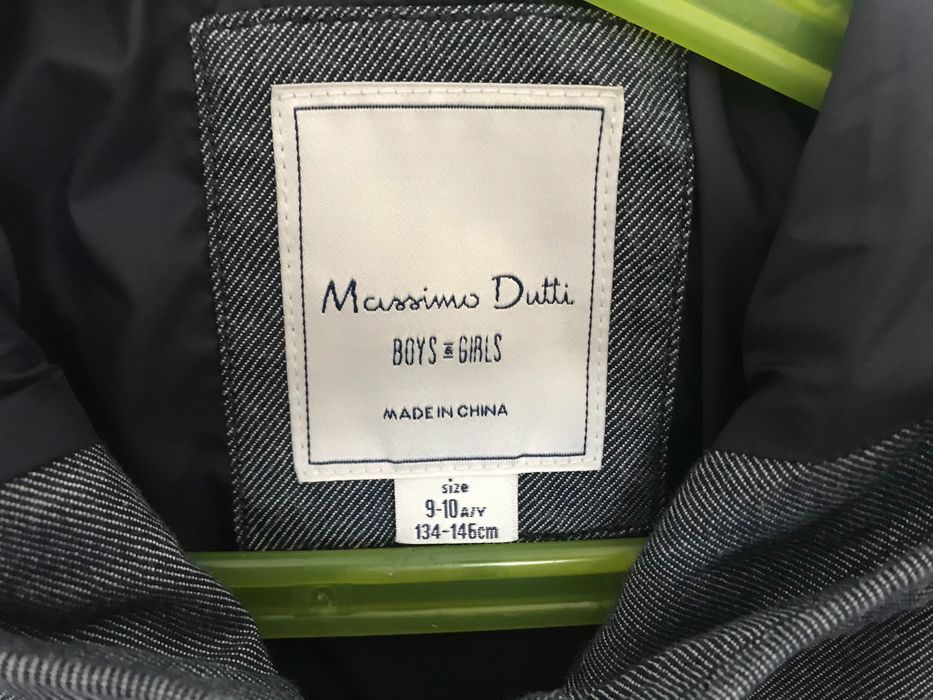 Massimo Dutti
BOYS & GIRLS
MADE IN CHINA
size
9-10 A/Y
134-146cm